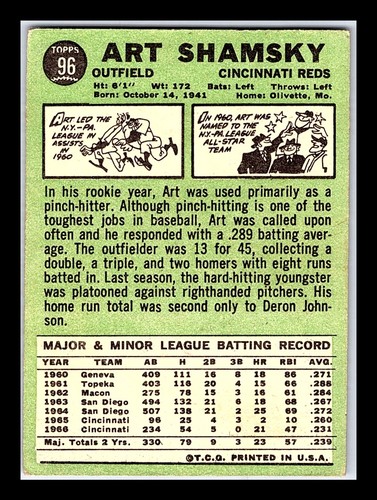 TOPPS
96
ART SHAMSKY
OUTFIELD CINCINNATI REDS
Ht: 6'1" Wt: 172 Bats: Left Throws: Left
Born: October 14, 1941 Home: Olivette, Mo.
ART LED THE
N.Y.-PA.
LEAGUE IN
ASSISTS
IN
1960
IN 1960, ART WAS
NAMED TO THE
N.Y.-PA. LEAGUE
ALL-STAR
TEAM
In his rookie year, Art was used primarily as a
pinch-hitter. Although pinch-hitting is one of the
toughest jobs in baseball, Art was called upon
often and he responded with a .289 batting aver-
age. The outfielder was 13 for 45, collecting a
double, a triple, and two homers with eight runs
batted in. Last season, the hard-hitting youngster
was platooned against righthanded pitchers. His
home run total was second only to Deron John-
son.
MAJOR & MINOR LEAGUE BATTING RECORD
YEAR TEAM AB H 2B 3B HR RBI AVG.
1960 Geneva 409 111 16 8 18 86 .271
1961 Topeka 403 116 20 4 15 66 .288
1962 Macon 275 78 15 3 16 61 .284
1963 San Diego 494 132 21 6 18 68 .267
1964 San Diego 507 138 21 2 25 69 .272
1965 Cincinnati 96 25 4 3 2 10 .260
1966 Cincinnati 234 54 5 0 21 47 .231
Maj. Totals 2 Yrs. 330 79 9 3 23 57 .239
©T.C.G. PRINTED IN U.S.A.